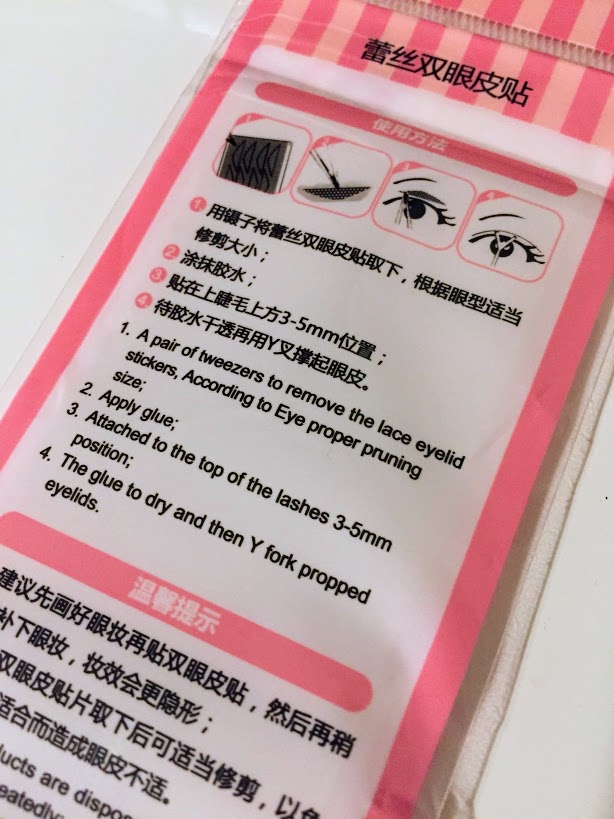 蕾丝双眼皮贴
使用方法
1 2 3 4
1 用镊子将蕾丝双眼皮贴取下，根据眼型适当
修剪大小；
2 涂抹胶水；
3 贴在上睫毛上方3-5mm位置；
4 待胶水干透再用Y叉撑起眼皮。
1. A pair of tweezers to remove the lace eyelid
stickers, According to Eye proper pruning
size;
2. Apply glue;
3. Attached to the top of the lashes 3-5mm
position;
4. The glue to dry and then Y fork propped
eyelids.
温馨提示
建议先画好眼妆再贴双眼皮贴，然后再稍
补下眼妆，妆效会更隐形；
双眼皮贴片取下后可适当修剪，以免
适合而造成眼皮不适。
ucts are dispos
eatedly;